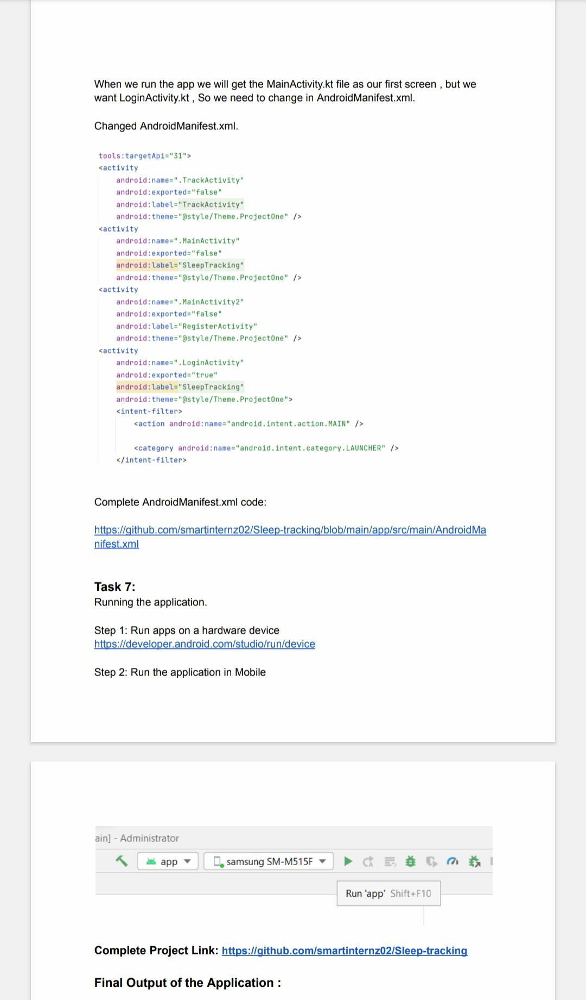 When we run the app we will get the MainActivity.kt file as our first screen , but we
want LoginActivity.kt , So we need to change in AndroidManifest.xml.
Changed AndroidManifest.xml.
tools:targetApi="31">
<activity
android:name=".TrackActivity"
android:exported="false"
android:label="TrackActivity"
android:theme="@style/Theme.ProjectOne" />
<activity
android:name=".MainActivity"
android:exported="false"
android:label="SleepTracking"
android:theme="@style/Theme.ProjectOne" />
<activity
android:name=".MainActivity2"
android:exported="false"
android:label="RegisterActivity"
android:theme="@style/Theme.ProjectOne" />
<activity
android:name=".LoginActivity"
android:exported="true"
android:label="SleepTracking"
android:theme="@style/Theme.ProjectOne">
<intent-filter>
<action android:name="android.intent.action.MAIN" />
<category android:name="android.intent.category.LAUNCHER" />
</intent-filter>
Complete AndroidManifest.xml code:
https://github.com/smartinternz02/Sleep-tracking/blob/main/app/src/main/AndroidMa
nifest.xml
Task 7:
Running the application.
Step 1: Run apps on a hardware device
https://developer.android.com/studio/run/device
Step 2: Run the application in Mobile
ain] - Administrator
app samsung SM-M515F
Run 'app' Shift+F10
Complete Project Link: https://github.com/smartinternz02/Sleep-tracking
Final Output of the Application :